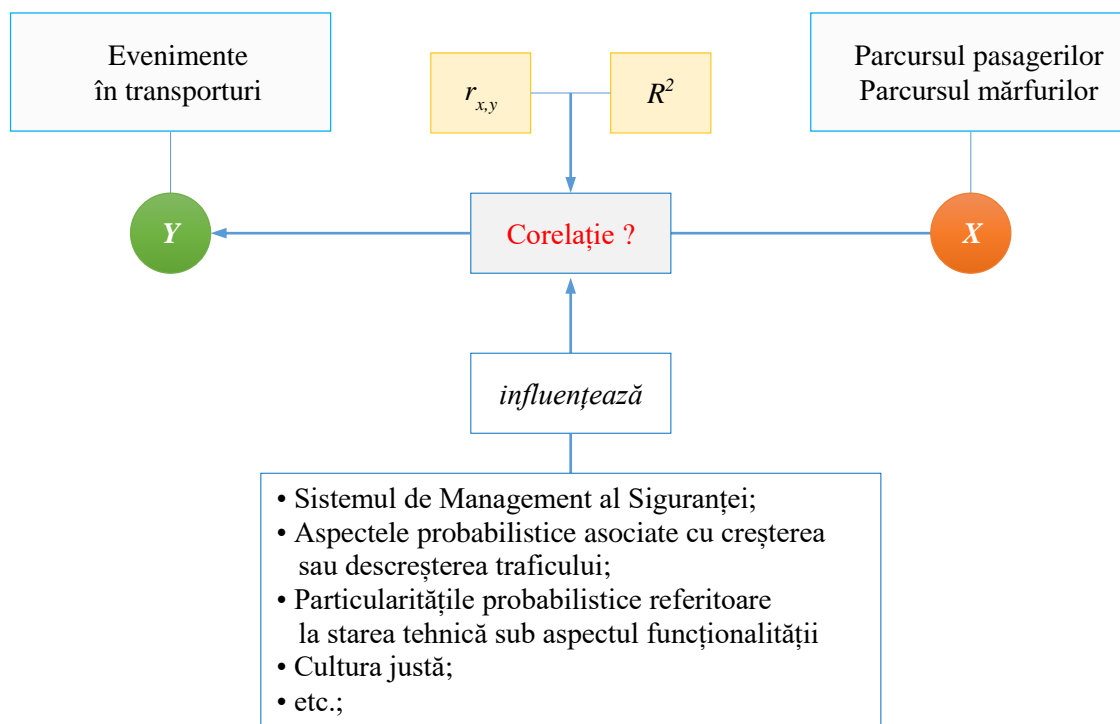 Evenimente
în transporturi
r x,y
R2
Parcursul pasagerilor
Parcursul mărfurilor
Y
Corelație ?
X
influențează
• Sistemul de Management al Siguranței;
• Aspectele probabilistice asociate cu creșterea
sau descreșterea traficului;
• Particularitățile probabilistice referitoare
la starea tehnică sub aspectul funcționalității
• Cultura justă;
• etc.;